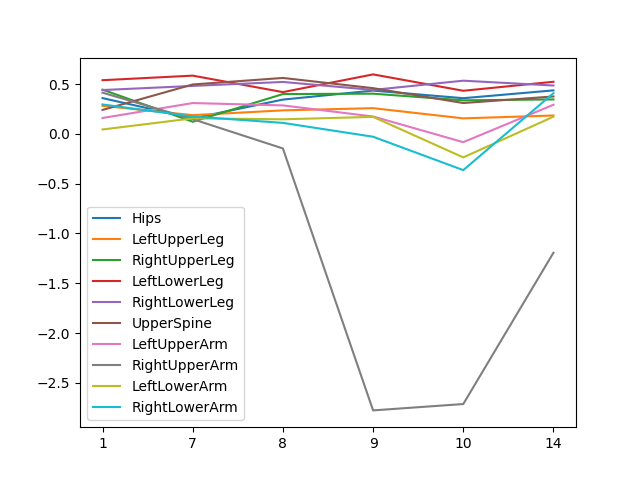 0.5
0.0
−0.5
−1.0
−1.5
−2.0
−2.5
Hips
LeftUpperLeg
RightUpperLeg
LeftLowerLeg
RightLowerLeg
UpperSpine
LeftUpperArm
RightUpperArm
LeftLowerArm
RightLowerArm
1 7 8 9 10 14